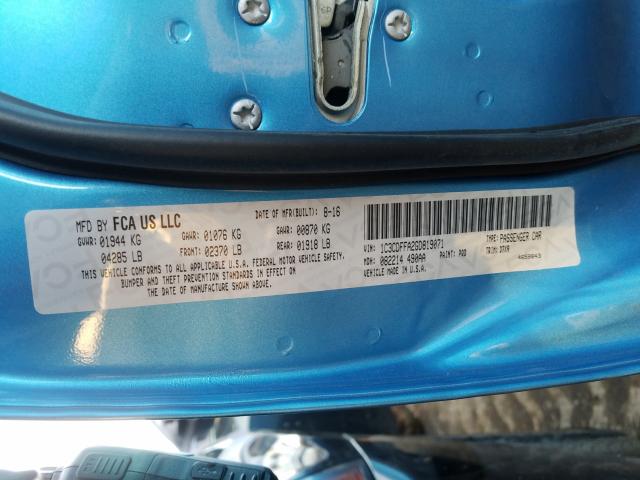 MFD BY FCA US LLC
DATE OF MFR(BUILT): 8-16
GVWR: 01944 KG
04285 LB
GAWR: 01076 KG
FRONT: 02370 LB
GAWR: 00870 KG
REAR: 01918 LB
THIS VEHICLE CONFORMS TO ALL APPLICABLE U.S.A. FEDERAL MOTOR VEHICLE SAFETY,
BUMPER AND THEFT PREVENTION STANDARDS IN EFFECT ON
THE DATE OF MANUFACTURE SHOWN ABOVE.
VIN: 1C3CDFFA2GD819071
TYPE: PASSENGER CAR
MDH: 082214 490AA
PAINT: PQD
TRIM:
VEHICLE MADE IN U.S.A.